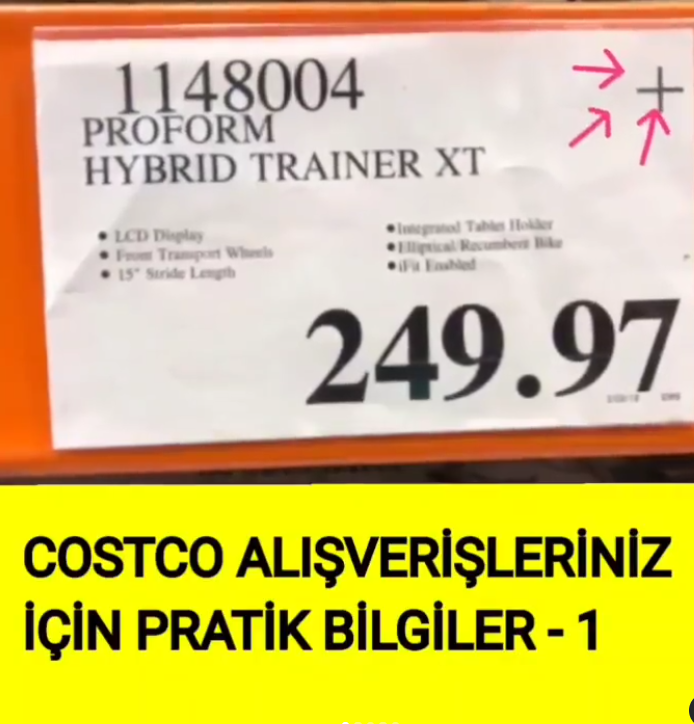 1148004 +
PROFORM
HYBRID TRAINER XT
• LCD Display
• Front Transport Wheels
• 15" Stride Length
•Integrated Tablet Holder
•Elliptical/Recumbent Bike
•iFit Enabled
249.97
COSTCO ALIŞVERİŞLERİNİZ
İÇİN PRATİK BİLGİLER - 1